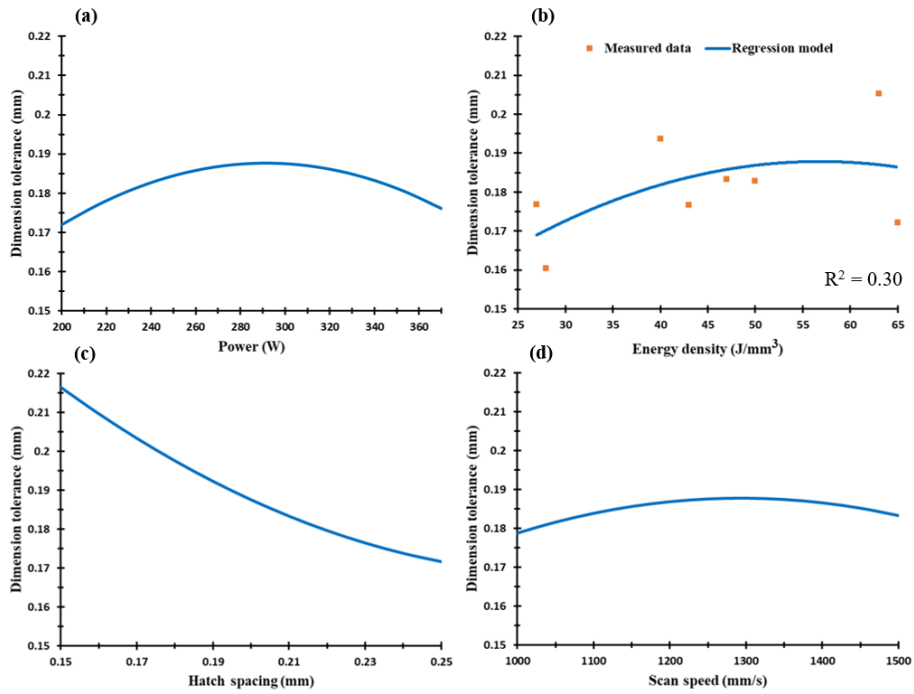 (a)
0.22
0.21
0.2
0.19
0.18
0.17
0.16
0.15
Dimension tolerance (mm)
200 220 240 260 280 300 320 340 360
Power (W)
(b)
0.22
0.21
0.2
0.19
0.18
0.17
0.16
0.15
Dimension tolerance (mm)
Measured data Regression model
R² = 0.30
25 30 35 40 45 50 55 60 65
Energy density (J/mm³)
(c)
0.22
0.21
0.2
0.19
0.18
0.17
0.16
0.15
Dimension tolerance (mm)
0.15 0.17 0.19 0.21 0.23 0.25
Hatch spacing (mm)
(d)
0.22
0.21
0.2
0.19
0.18
0.17
0.16
0.15
Dimension tolerance (mm)
1000 1100 1200 1300 1400 1500
Scan speed (mm/s)